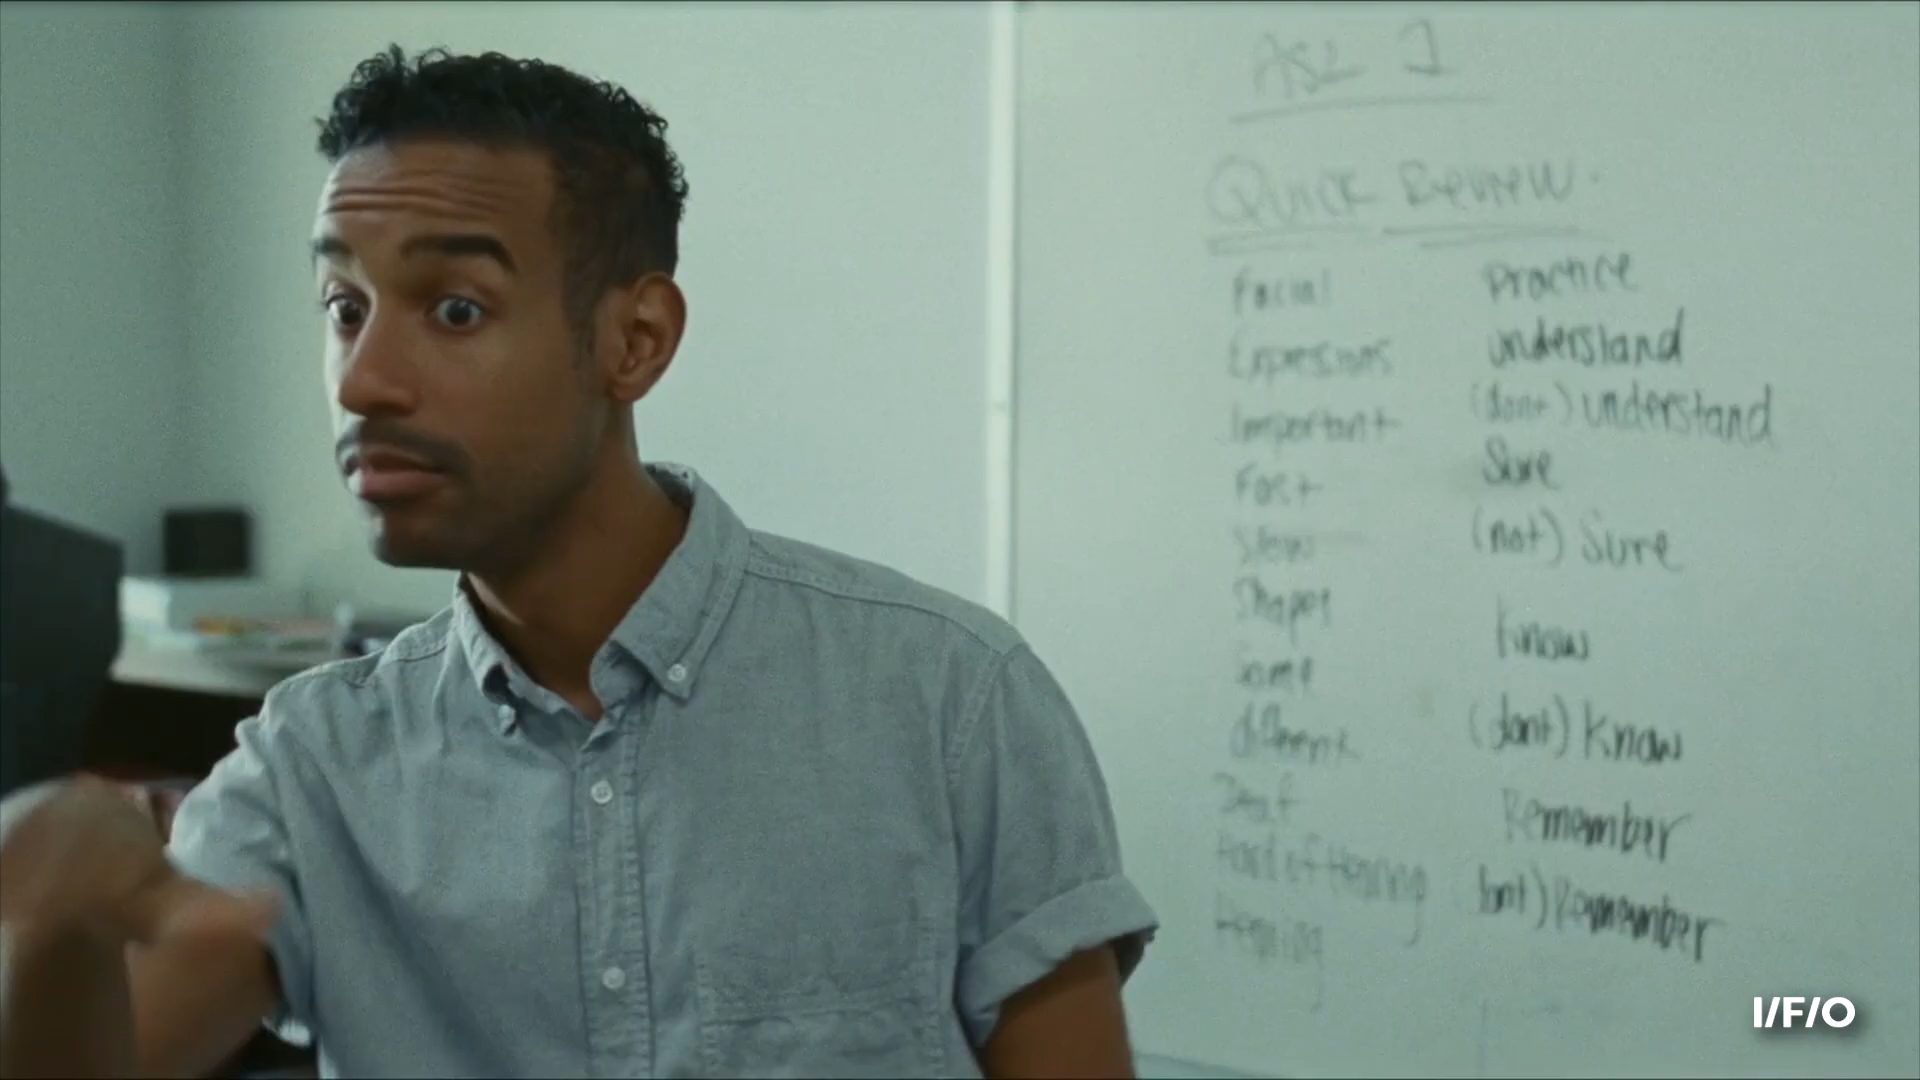 ASL 1
Quick Review.
Facial
Expressions
Important
Fast
Slow
Shapes
Same
different
Deaf
Hard of Hearing
Hearing
Practice
understand
(dont) understand
Sure
(not) Sure
Know
(dont) Know
Remember
(dont) Remember
I/F/O